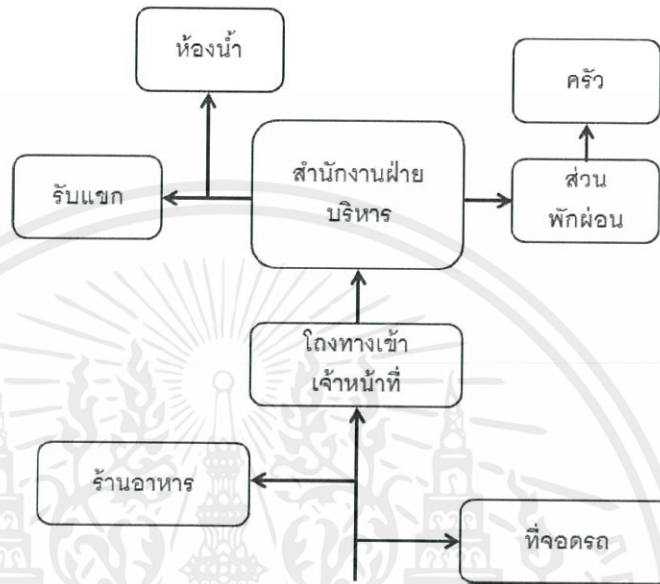 ห้องน้ำ
ครัว
สำนักงานฝ่าย
บริหาร
รับแขก
ส่วน
พักผ่อน
โถงทางเข้า
เจ้าหน้าที่
ร้านอาหาร
ที่จอดรถ